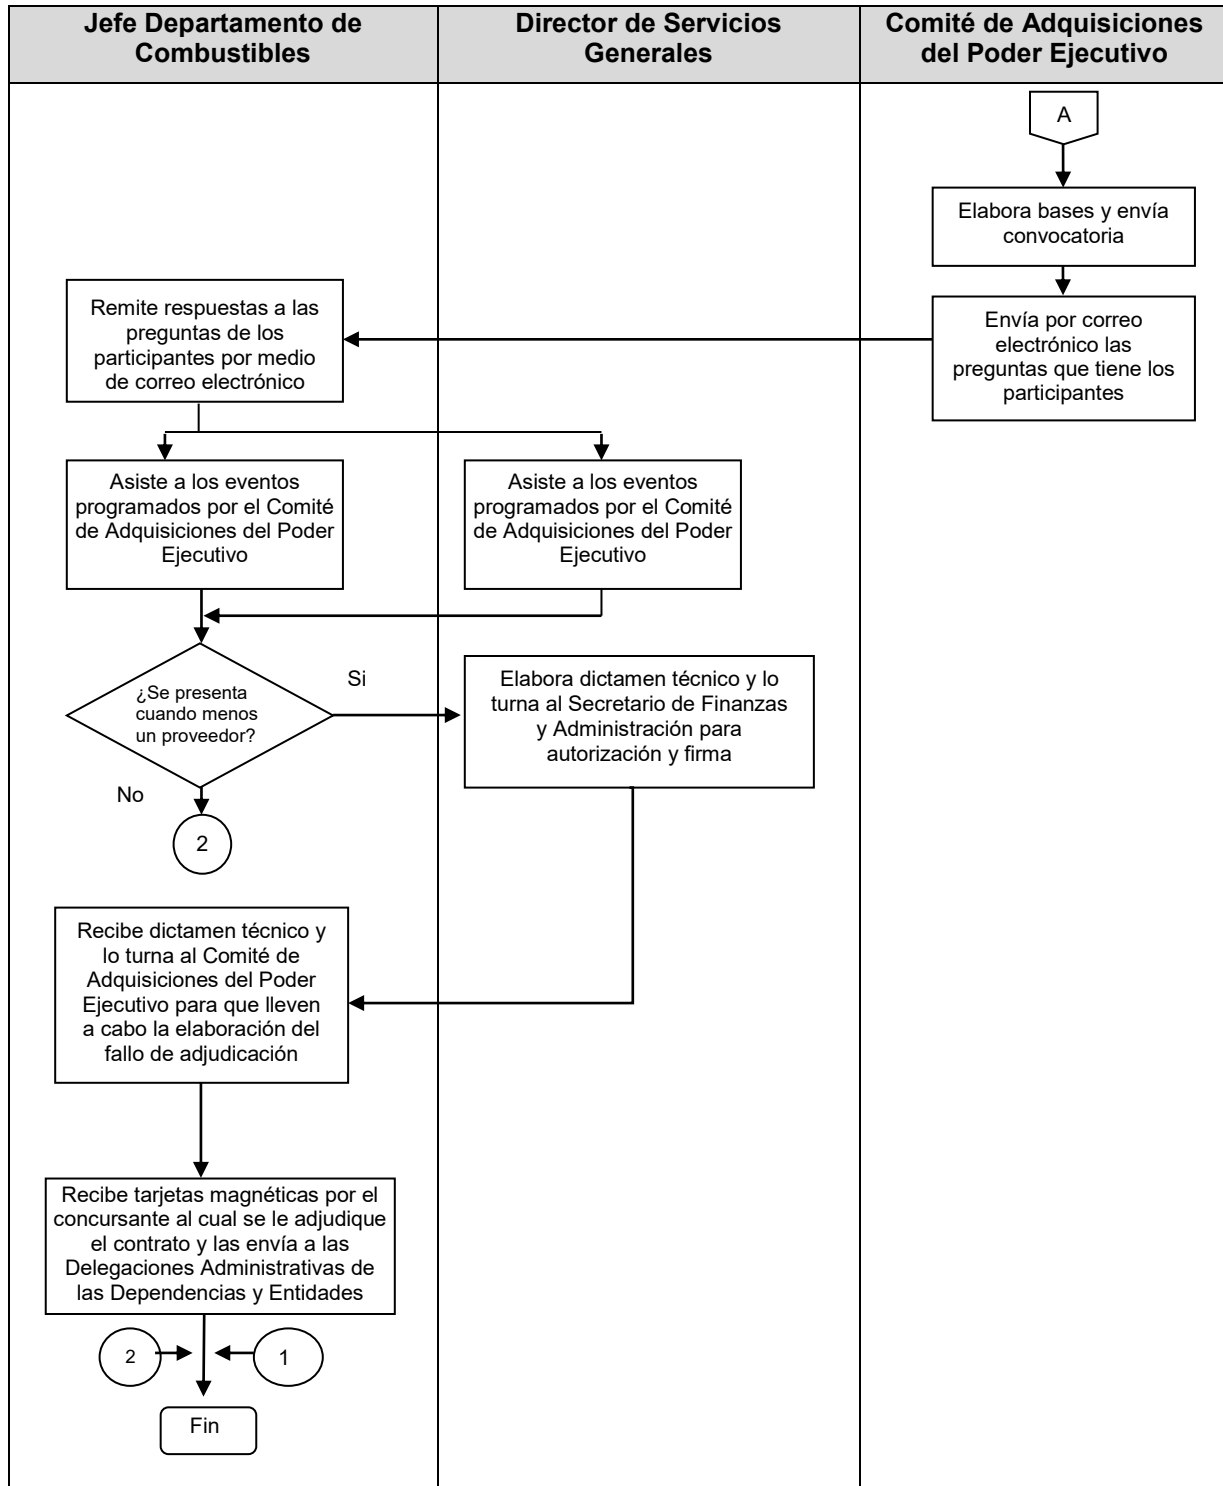 Jefe Departamento de
Combustibles
Director de Servicios
Generales
Comité de Adquisiciones
del Poder Ejecutivo
A
Elabora bases y envía
convocatoria
Envía por correo
electrónico las
preguntas que tiene los
participantes
Remite respuestas a las
preguntas de los
participantes por medio
de correo electrónico
Asiste a los eventos
programados por el Comité
de Adquisiciones del Poder
Ejecutivo
Asiste a los eventos
programados por el Comité
de Adquisiciones del Poder
Ejecutivo
¿Se presenta
cuando menos
un proveedor?
Si
No
2
Elabora dictamen técnico y lo
turna al Secretario de Finanzas
y Administración para
autorización y firma
Recibe dictamen técnico y
lo turna al Comité de
Adquisiciones del Poder
Ejecutivo para que lleven
a cabo la elaboración del
fallo de adjudicación
Recibe tarjetas magnéticas por el
concursante al cual se le adjudique
el contrato y las envía a las
Delegaciones Administrativas de
las Dependencias y Entidades
2
1
Fin